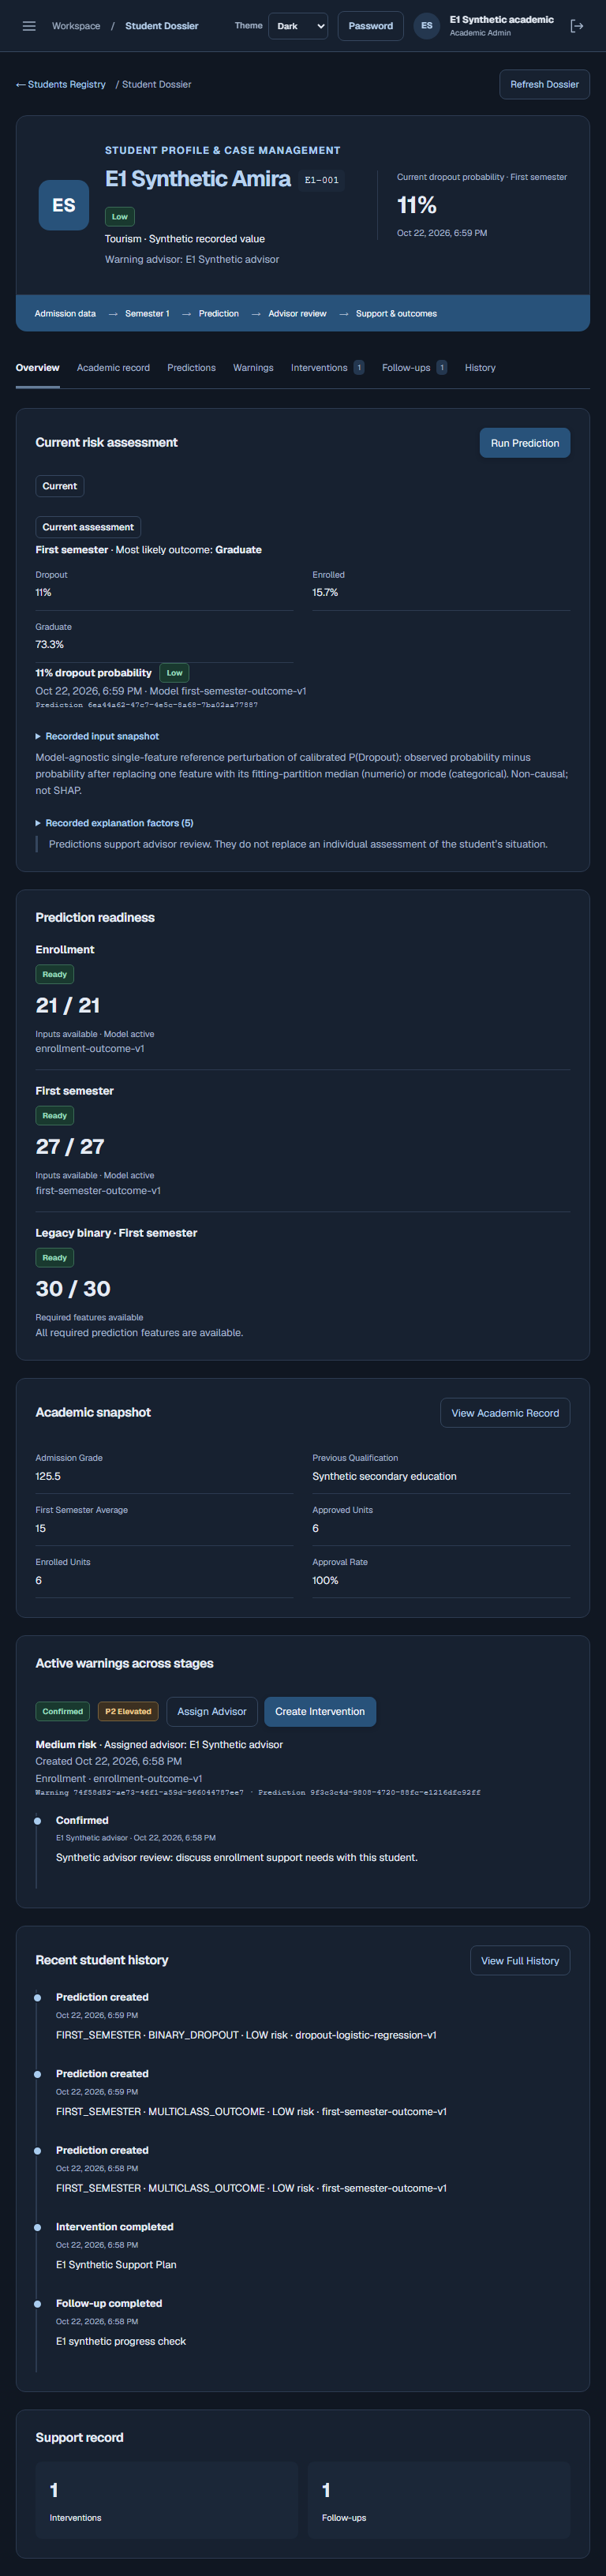 Workspace / Student Dossier Theme Dark Password ES E1 Synthetic academic
Academic Admin
← Students Registry / Student Dossier Refresh Dossier
STUDENT PROFILE & CASE MANAGEMENT
ES E1 Synthetic Amira E1-001
Low
Tourism · Synthetic recorded value
Warning advisor: E1 Synthetic advisor
Current dropout probability · First semester
11%
Oct 22, 2026, 6:59 PM
Admission data → Semester 1 → Prediction → Advisor review → Support & outcomes
Overview Academic record Predictions Warnings Interventions 1 Follow-ups 1 History
Current risk assessment Run Prediction
Current
Current assessment
First semester · Most likely outcome: Graduate
Dropout Enrolled
11% 15.7%
Graduate
73.3%
11% dropout probability Low
Oct 22, 2026, 6:59 PM · Model first-semester-outcome-v1
Prediction 6ea44a62-47c7-4e5c-8a68-7ba02aa77887
▶ Recorded input snapshot
Model-agnostic single-feature reference perturbation of calibrated P(Dropout): observed probability minus
probability after replacing one feature with its fitting-partition median (numeric) or mode (categorical). Non-causal;
not SHAP.
▶ Recorded explanation factors (5)
Predictions support advisor review. They do not replace an individual assessment of the student's situation.
Prediction readiness
Enrollment
Ready
21 / 21
Inputs available · Model active
enrollment-outcome-v1
First semester
Ready
27 / 27
Inputs available · Model active
first-semester-outcome-v1
Legacy binary · First semester
Ready
30 / 30
Required features available
All required prediction features are available.
Academic snapshot View Academic Record
Admission Grade Previous Qualification
125.5 Synthetic secondary education
First Semester Average Approved Units
15 6
Enrolled Units Approval Rate
6 100%
Active warnings across stages
Confirmed P2 Elevated Assign Advisor Create Intervention
Medium risk · Assigned advisor: E1 Synthetic advisor
Created Oct 22, 2026, 6:58 PM
Enrollment · enrollment-outcome-v1
Warning 74f58d82-ae73-46f1-a59d-966044787ee7 · Prediction 9f3c3c4d-9808-4720-88fc-e1216dfc92ff
Confirmed
E1 Synthetic advisor · Oct 22, 2026, 6:58 PM
Synthetic advisor review: discuss enrollment support needs with this student.
Recent student history View Full History
Prediction created
Oct 22, 2026, 6:59 PM
FIRST_SEMESTER · BINARY_DROPOUT · LOW risk · dropout-logistic-regression-v1
Prediction created
Oct 22, 2026, 6:59 PM
FIRST_SEMESTER · MULTICLASS_OUTCOME · LOW risk · first-semester-outcome-v1
Prediction created
Oct 22, 2026, 6:58 PM
FIRST_SEMESTER · MULTICLASS_OUTCOME · LOW risk · first-semester-outcome-v1
Intervention completed
Oct 22, 2026, 6:58 PM
E1 Synthetic Support Plan
Follow-up completed
Oct 22, 2026, 6:58 PM
E1 synthetic progress check
Support record
1 1
Interventions Follow-ups